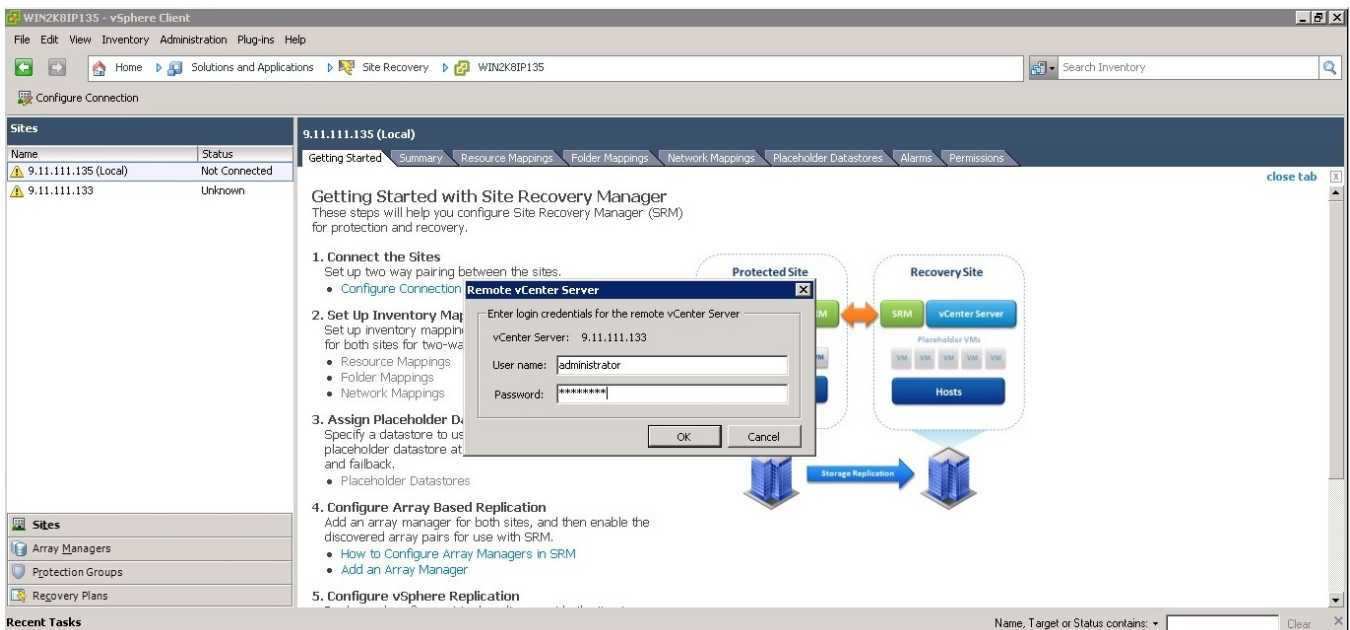 WIN2K8IP135 - vSphere Client
File Edit View Inventory Administration Plug-ins Help
Home Solutions and Applications Site Recovery WIN2K8IP135 Search Inventory
Configure Connection
Sites
Name Status
9.11.111.135 (Local) Not Connected
9.11.111.133 Unknown
9.11.111.135 (Local)
Getting Started Summary Resource Mappings Folder Mappings Network Mappings Placeholder Datastores Alarms Permissions
close tab
Getting Started with Site Recovery Manager
These steps will help you configure Site Recovery Manager (SRM)
for protection and recovery.
1. Connect the Sites
Set up two way pairing between the sites.
• Configure Connection
2. Set Up Inventory Map
Set up inventory mappin
for both sites for two-wa
• Resource Mappings
• Folder Mappings
• Network Mappings
3. Assign Placeholder Da
Specify a datastore to us
placeholder datastore at
and failback.
• Placeholder Datastores
4. Configure Array Based Replication
Add an array manager for both sites, and then enable the
discovered array pairs for use with SRM.
• How to Configure Array Managers in SRM
• Add an Array Manager
5. Configure vSphere Replication
Remote vCenter Server
Enter login credentials for the remote vCenter Server
vCenter Server: 9.11.111.133
User name: administrator
Password: ********
OK Cancel
Protected Site
Recovery Site
SRM vCenter Server
Placeholder VMs
VM VM VM VM VM
Hosts
Storage Replication
Sites
Array Managers
Protection Groups
Recovery Plans
Recent Tasks
Name, Target or Status contains: Clear